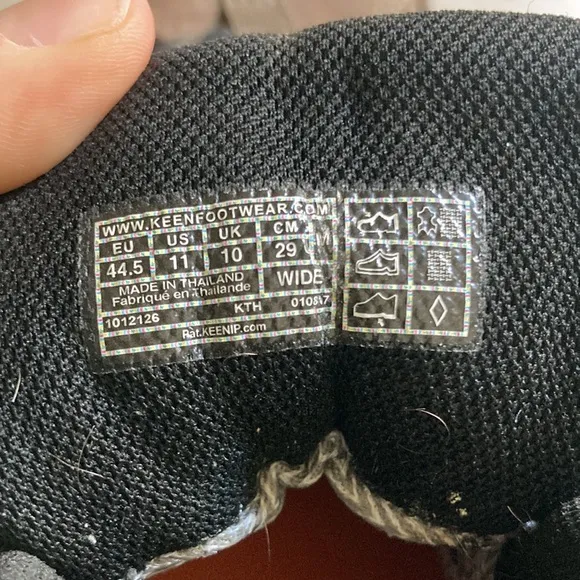 WWW.KEENFOOTWEAR.COM
EU US UK CM
44.5 11 10 29
MADE IN THAILAND WIDE
Fabriqué en Thaïlande
1012126 KTH
Pat.KEENIP.com